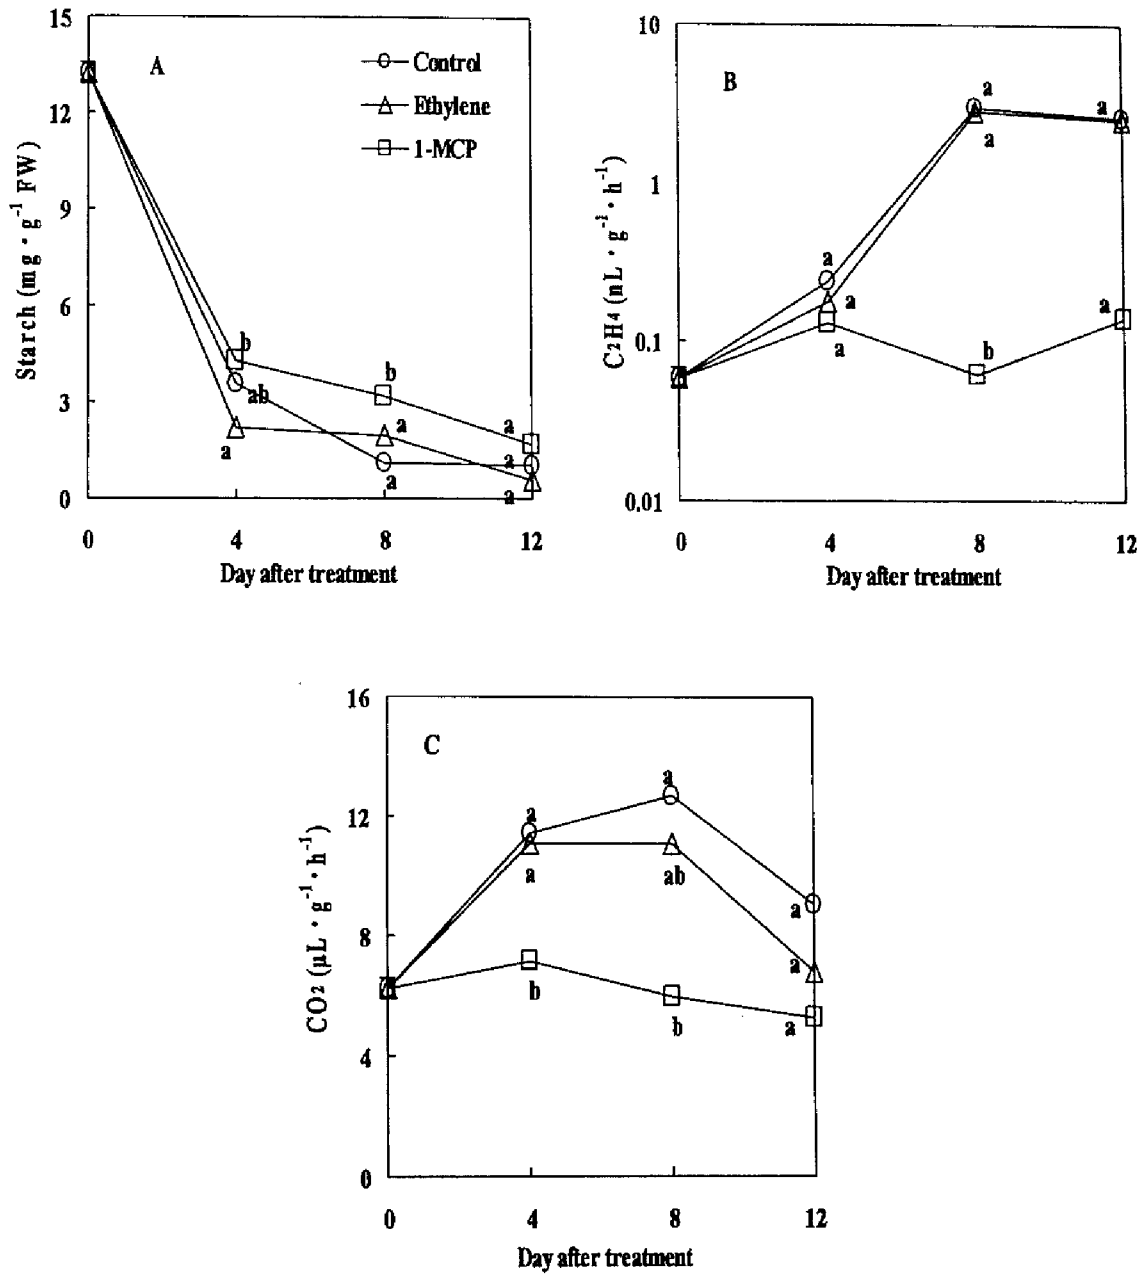 A
Control
Ethylene
1-MCP
15
12
9
6
3
0
Starch (mg · g⁻¹ FW)
b
ab
a
b
a
a
a
a
a
0 4 8 12
Day after treatment
B
10
1
0.1
0.01
C₂H₄ (nL · g⁻¹ · h⁻¹)
a
a
a
a
a
b
a
a
0 4 8 12
Day after treatment
C
16
12
8
4
0
CO₂ (µL · g⁻¹ · h⁻¹)
a
a
b
a
ab
b
a
a
a
0 4 8 12
Day after treatment